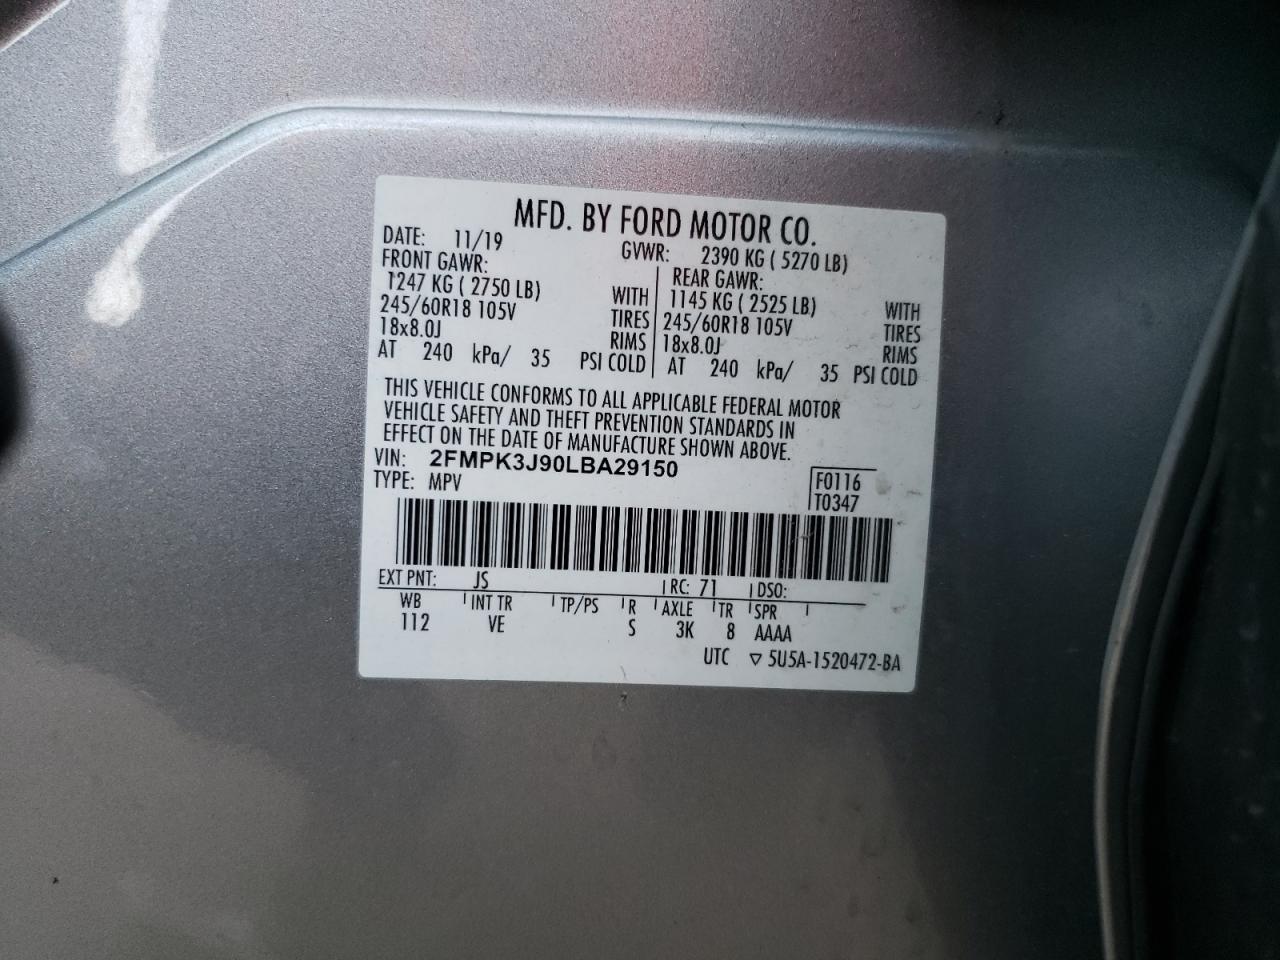 MFD. BY FORD MOTOR CO.
DATE: 11/19 GVWR: 2390 KG ( 5270 LB)
FRONT GAWR: REAR GAWR:
1247 KG ( 2750 LB) WITH 1145 KG ( 2525 LB) WITH
245/60R18 105V TIRES 245/60R18 105V TIRES
18x8.0J RIMS 18x8.0J RIMS
AT 240 kPa/ 35 PSI COLD AT 240 kPa/ 35 PSI COLD
THIS VEHICLE CONFORMS TO ALL APPLICABLE FEDERAL MOTOR
VEHICLE SAFETY AND THEFT PREVENTION STANDARDS IN
EFFECT ON THE DATE OF MANUFACTURE SHOWN ABOVE.
VIN: 2FMPK3J90LBA29150 F0116
TYPE: MPV T0347
EXT PNT: JS RC: 71 DSO:
WB INT TR TP/PS R AXLE TR SPR
112 VE S 3K 8 AAAA
UTC ▽ 5U5A-1520472-BA